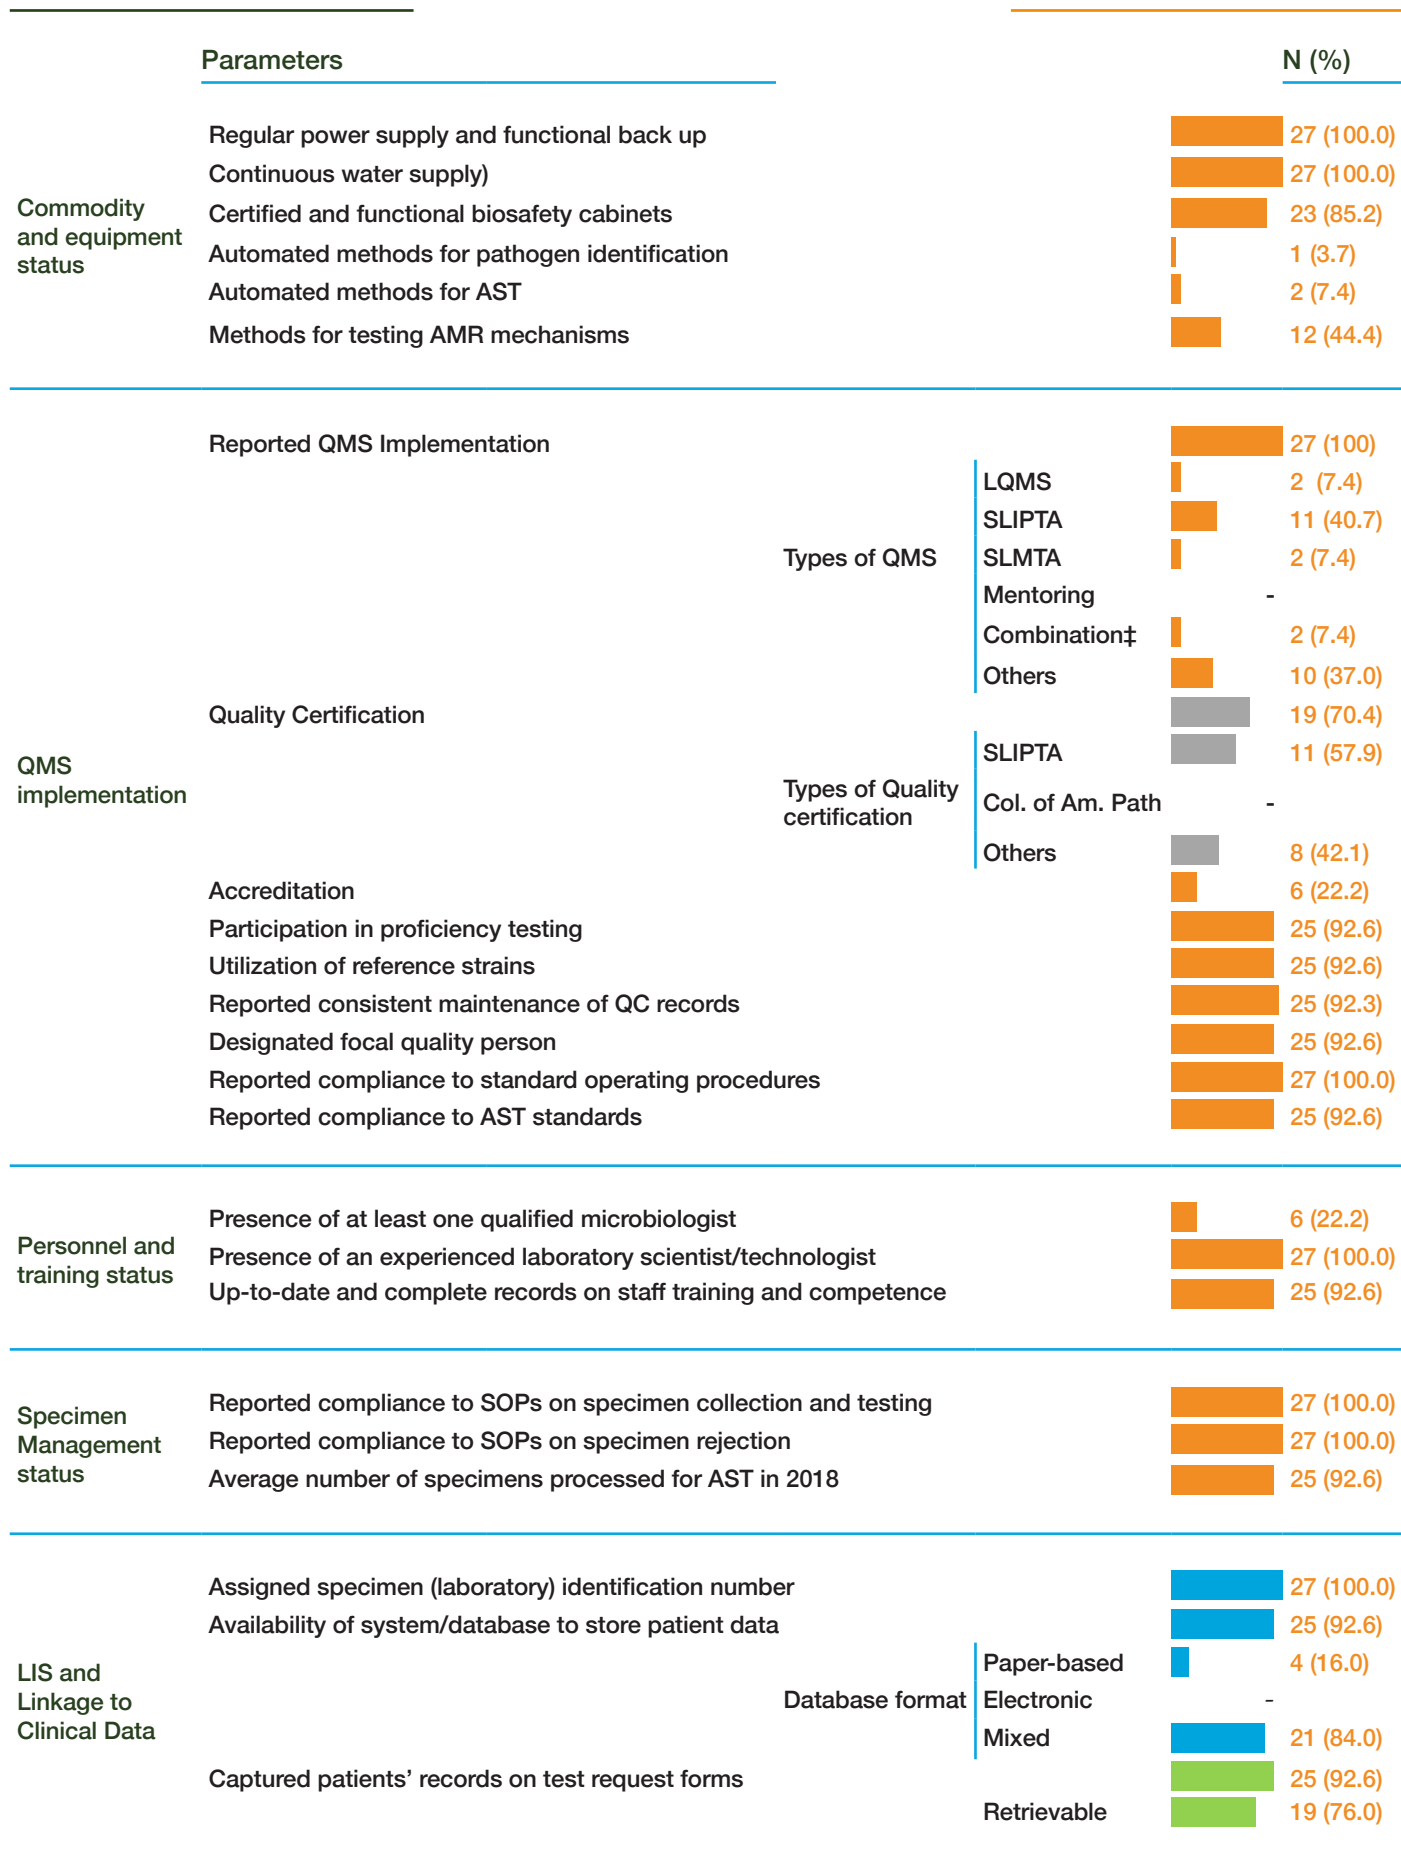 Parameters N (%)
Commodity
and equipment
status
Regular power supply and functional back up 27 (100.0)
Continuous water supply) 27 (100.0)
Certified and functional biosafety cabinets 23 (85.2)
Automated methods for pathogen identification 1 (3.7)
Automated methods for AST 2 (7.4)
Methods for testing AMR mechanisms 12 (44.4)
QMS
implementation
Reported QMS Implementation 27 (100)
Types of QMS
LQMS 2 (7.4)
SLIPTA 11 (40.7)
SLMTA 2 (7.4)
Mentoring -
Combination‡ 2 (7.4)
Others 10 (37.0)
Quality Certification 19 (70.4)
Types of Quality
certification
SLIPTA 11 (57.9)
Col. of Am. Path -
Others 8 (42.1)
Accreditation 6 (22.2)
Participation in proficiency testing 25 (92.6)
Utilization of reference strains 25 (92.6)
Reported consistent maintenance of QC records 25 (92.3)
Designated focal quality person 25 (92.6)
Reported compliance to standard operating procedures 27 (100.0)
Reported compliance to AST standards 25 (92.6)
Personnel and
training status
Presence of at least one qualified microbiologist 6 (22.2)
Presence of an experienced laboratory scientist/technologist 27 (100.0)
Up-to-date and complete records on staff training and competence 25 (92.6)
Specimen
Management
status
Reported compliance to SOPs on specimen collection and testing 27 (100.0)
Reported compliance to SOPs on specimen rejection 27 (100.0)
Average number of specimens processed for AST in 2018 25 (92.6)
LIS and
Linkage to
Clinical Data
Assigned specimen (laboratory) identification number 27 (100.0)
Availability of system/database to store patient data 25 (92.6)
Database format
Paper-based 4 (16.0)
Electronic -
Mixed 21 (84.0)
Captured patients’ records on test request forms 25 (92.6)
Retrievable 19 (76.0)